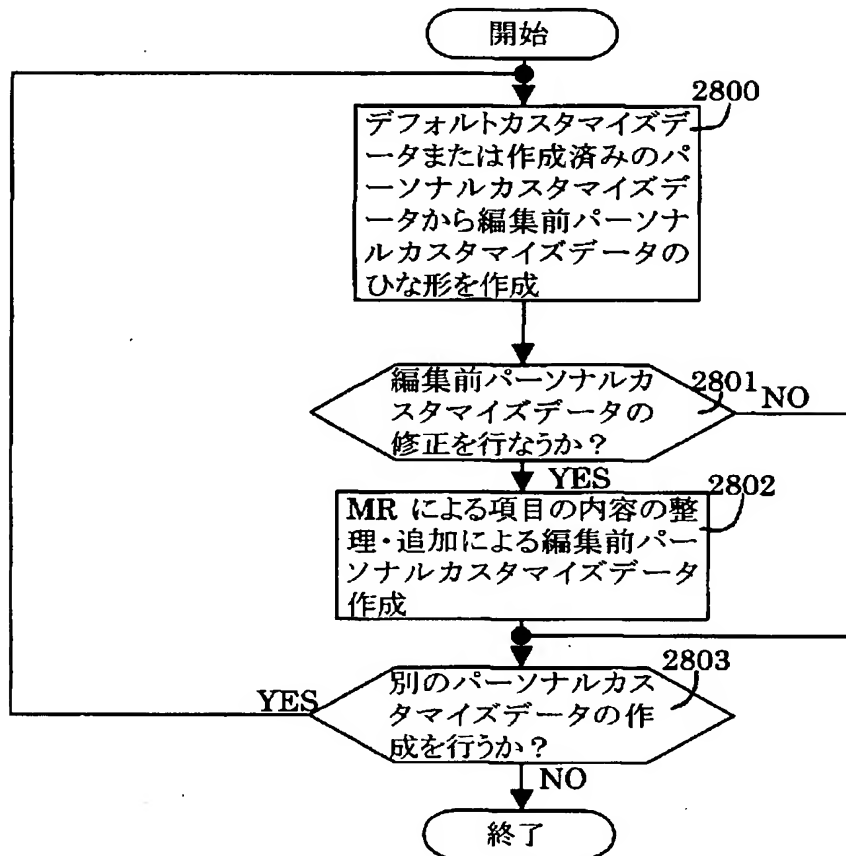 開始
2800
デフォルトカスタマイズデ
ータまたは作成済みのパ
ーソナルカスタマイズデ
ータから編集前パーソナ
ルカスタマイズデータの
ひな形を作成
編集前パーソナルカ
スタマイズデータの
修正を行なうか？
2801
NO
YES
2802
MR による項目の内容の整
理・追加による編集前パー
ソナルカスタマイズデータ
作成
2803
別のパーソナルカス
タマイズデータの作
成を行うか？
YES
NO
終了